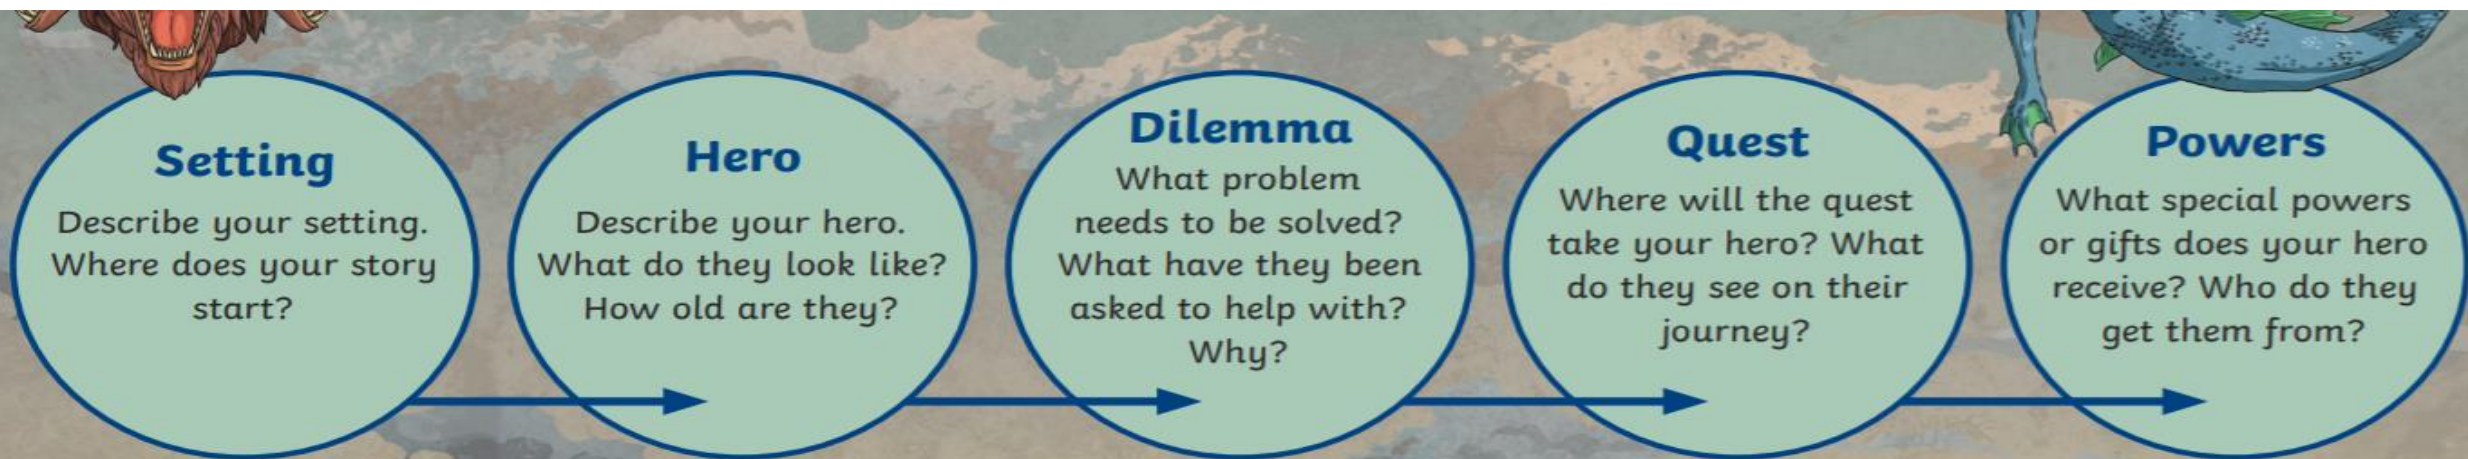 Setting
Describe your setting.
Where does your story
start?
Hero
Describe your hero.
What do they look like?
How old are they?
Dilemma
What problem
needs to be solved?
What have they been
asked to help with?
Why?
Quest
Where will the quest
take your hero? What
do they see on their
journey?
Powers
What special powers
or gifts does your hero
receive? Who do they
get them from?